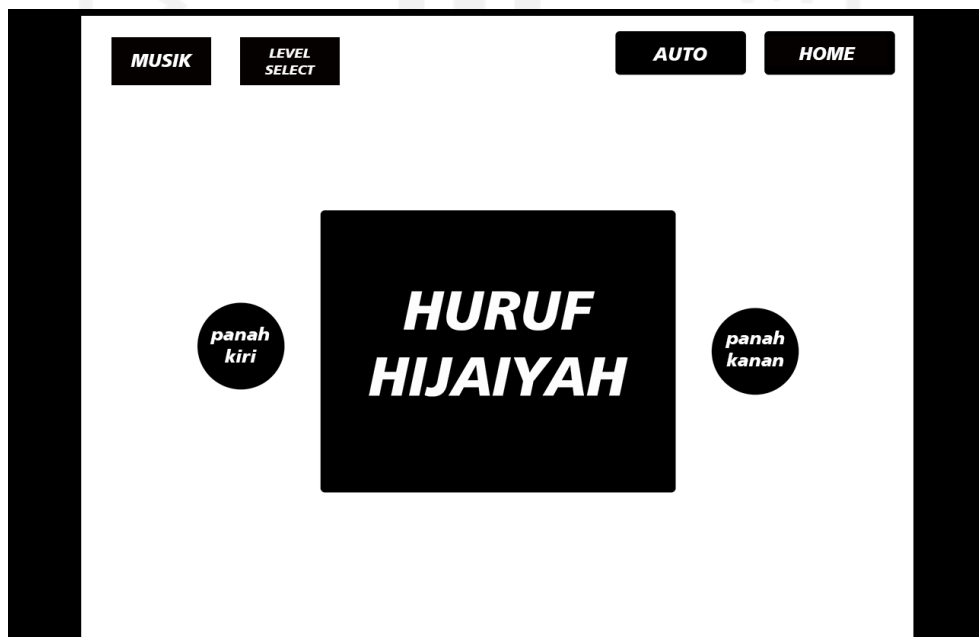 MUSIK
LEVEL
SELECT
AUTO
HOME
HURUF
HIJAIYAH
panah
kiri
panah
kanan